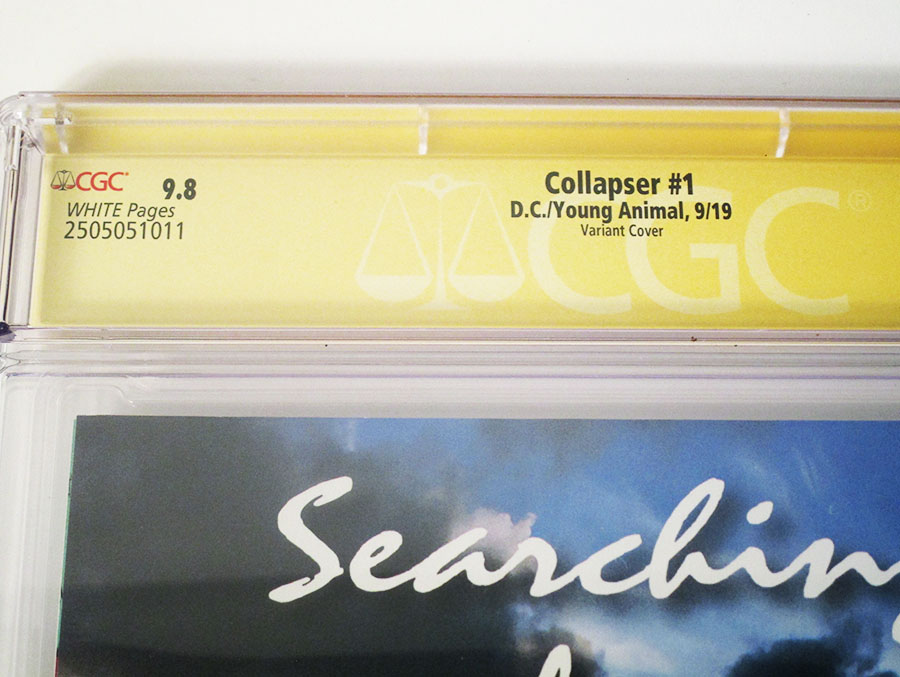 CGC
9.8
WHITE Pages
2505051011
Collapser #1
D.C./Young Animal, 9/19
Variant Cover
CGC®
Searchin